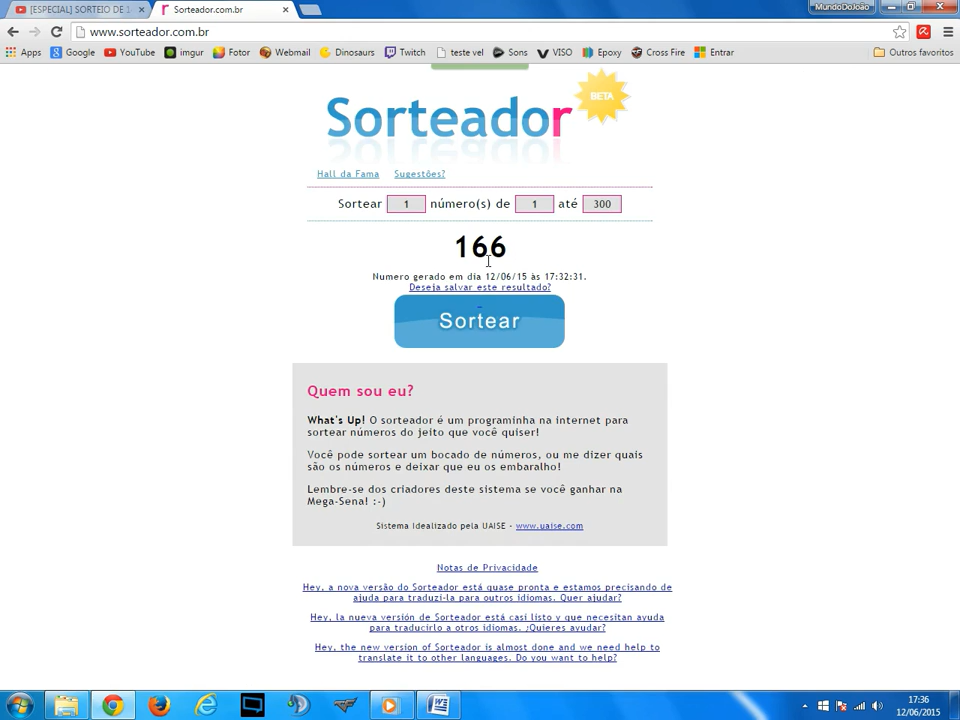 [ESPECIAL] SORTEIO DE 1
Sorteador.com.br
MundoDoJoão
www.sorteador.com.br
Apps Google YouTube imgur Fotor Webmail Dinosaurs Twitch teste vel Sons VISO Epoxy Cross Fire Entrar Outros favoritos
Sorteador
BETA
Hall da Fama Sugestões?
Sortear 1 número(s) de 1 até 300
166
Numero gerado em dia 12/06/15 às 17:32:31.
Deseja salvar este resultado?
Sortear
Quem sou eu?
What's Up! O sorteador é um programinha na internet para
sortear números do jeito que você quiser!
Você pode sortear um bocado de números, ou me dizer quais
são os números e deixar que eu os embaralho!
Lembre-se dos criadores deste sistema se você ganhar na
Mega-Sena! :-)
Sistema Idealizado pela UAISE - www.uaise.com
Notas de Privacidade
Hey, a nova versão do Sorteador está quase pronta e estamos precisando de
ajuda para traduzí-la para outros idiomas. Quer ajudar?
Hey, la nueva versión de Sorteador está casi listo y que necesitan ayuda
para traducirlo a otros idiomas. ¿Quieres ayudar?
Hey, the new version of Sorteador is almost done and we need help to
translate it to other languages. Do you want to help?
17:36
12/06/2015